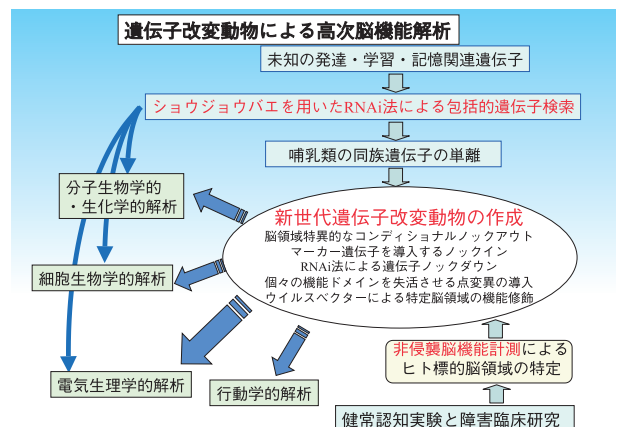 遺伝子改変動物による高次脳機能解析
未知の発達・学習・記憶関連遺伝子
ショウジョウバエを用いたRNAi法による包括的遺伝子検索
哺乳類の同族遺伝子の単離
分子生物学的
・生化学的解析
新世代遺伝子改変動物の作成
脳領域特異的なコンディショナルノックアウト
マーカー遺伝子を導入するノックイン
RNAi法による遺伝子ノックダウン
個々の機能ドメインを失活させる点変異の導入
ウイルスベクターによる特定脳領域の機能修飾
細胞生物学的解析
電気生理学的解析
行動学的解析
非侵襲脳機能計測による
ヒト標的脳領域の特定
健常認知実験と障害臨床研究